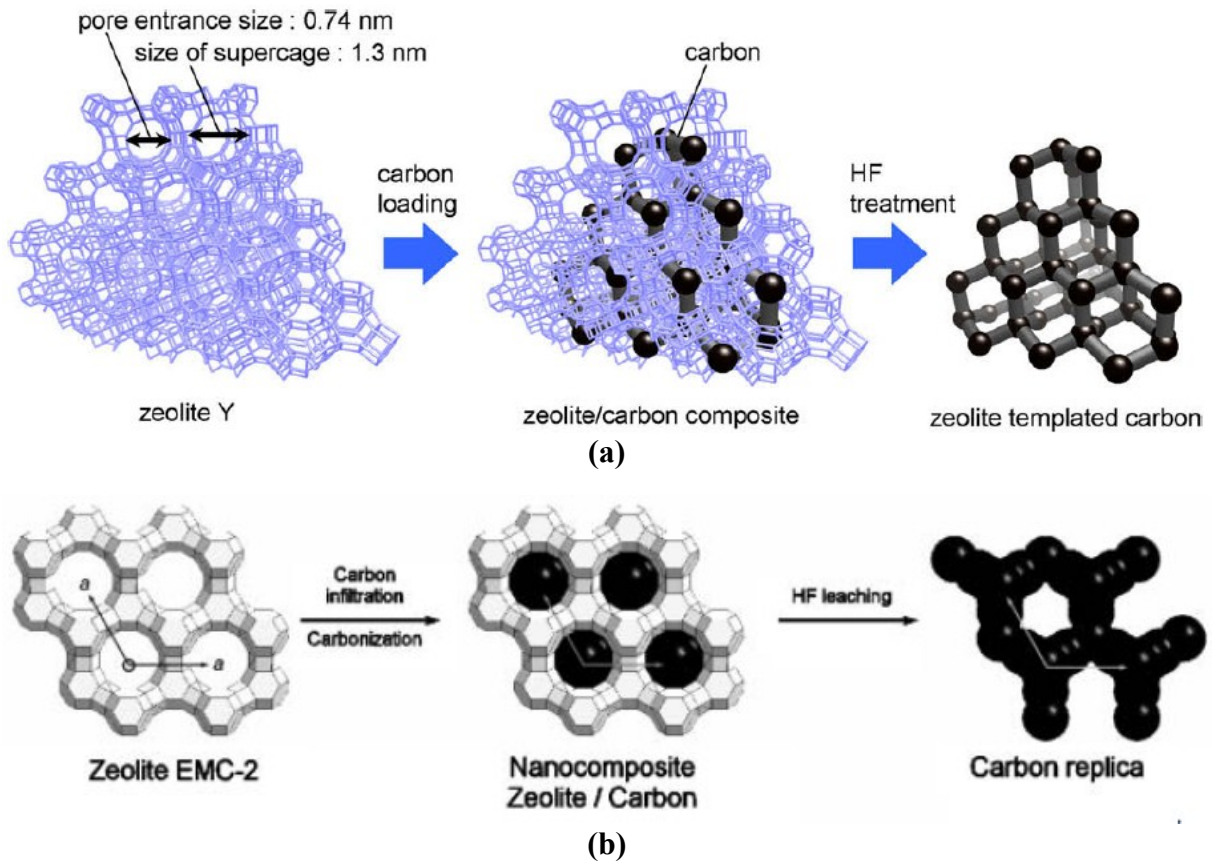 (a)
pore entrance size : 0.74 nm
size of supercage : 1.3 nm
carbon
carbon
loading
HF
treatment
zeolite Y
zeolite/carbon composite
zeolite templated carbon
a
a
Carbon
infiltration
Carbonization
HF leaching
Zeolite EMC-2
Nanocomposite
Zeolite / Carbon
Carbon replica
(b)